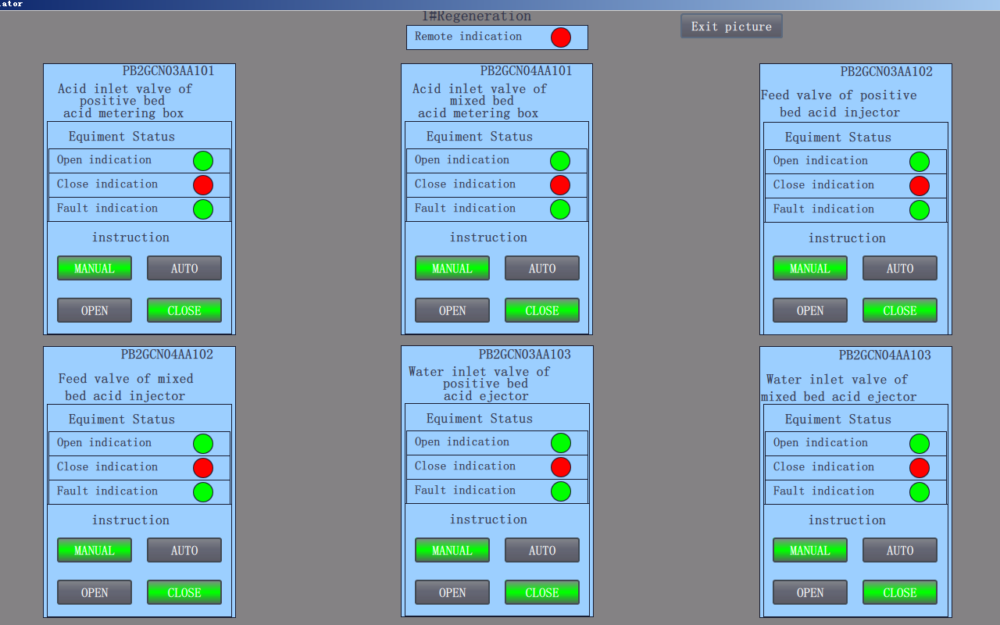 lator
1#Regeneration
Remote indication
Exit picture
PB2GCN03AA101
Acid inlet valve of
positive bed
acid metering box
Equiment Status
Open indication
Close indication
Fault indication
instruction
MANUAL AUTO
OPEN CLOSE
PB2GCN04AA101
Acid inlet valve of
mixed bed
acid metering box
Equiment Status
Open indication
Close indication
Fault indication
instruction
MANUAL AUTO
OPEN CLOSE
PB2GCN03AA102
Feed valve of positive
bed acid injector
Equiment Status
Open indication
Close indication
Fault indication
instruction
MANUAL AUTO
OPEN CLOSE
PB2GCN04AA102
Feed valve of mixed
bed acid injector
Equiment Status
Open indication
Close indication
Fault indication
instruction
MANUAL AUTO
OPEN CLOSE
PB2GCN03AA103
Water inlet valve of
positive bed
acid ejector
Equiment Status
Open indication
Close indication
Fault indication
instruction
MANUAL AUTO
OPEN CLOSE
PB2GCN04AA103
Water inlet valve of
mixed bed acid ejector
Equiment Status
Open indication
Close indication
Fault indication
instruction
MANUAL AUTO
OPEN CLOSE